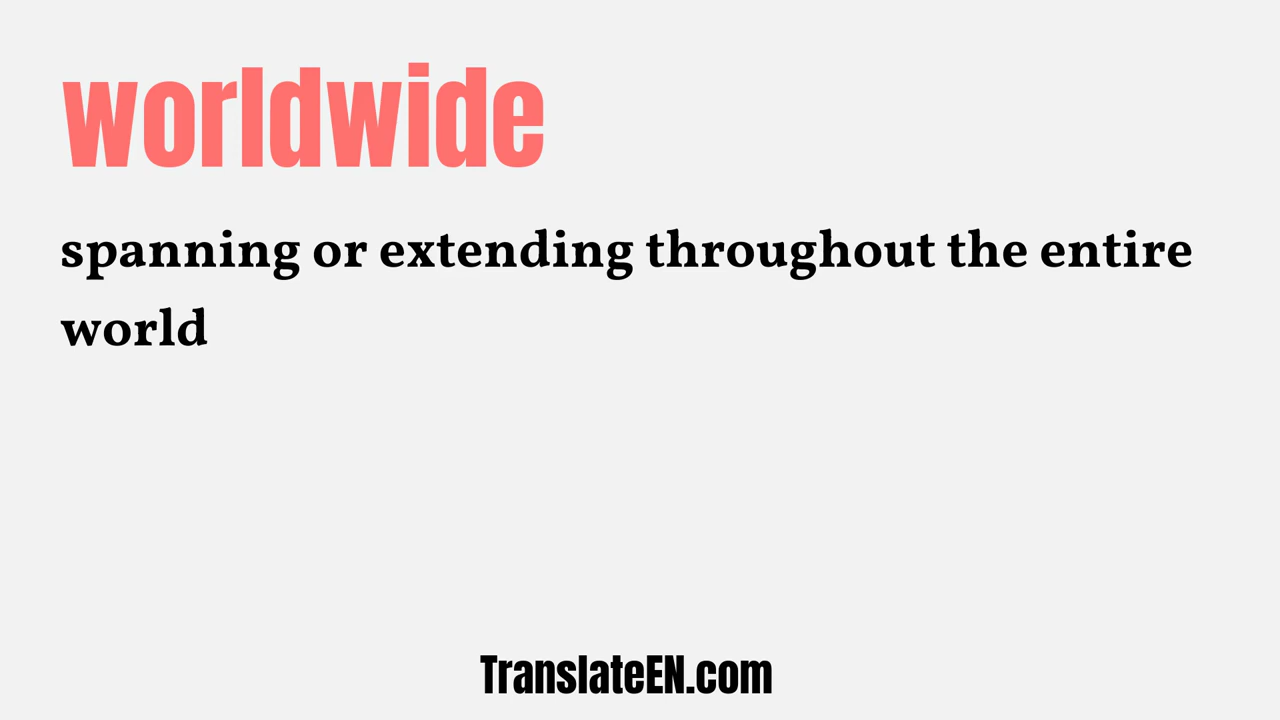 worldwide
spanning or extending throughout the entire
world
TranslateEN.com